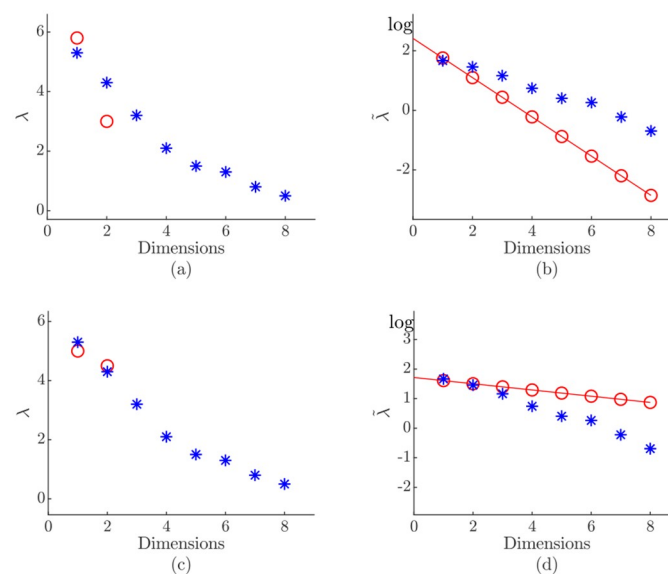 6
4
2
0
λ
0 2 4 6 8
Dimensions
(a)
log
2
0
-2
λ̃
0 2 4 6 8
Dimensions
(b)
6
4
2
0
λ
0 2 4 6 8
Dimensions
(c)
log
3
2
1
0
-1
-2
λ̃
0 2 4 6 8
Dimensions
(d)